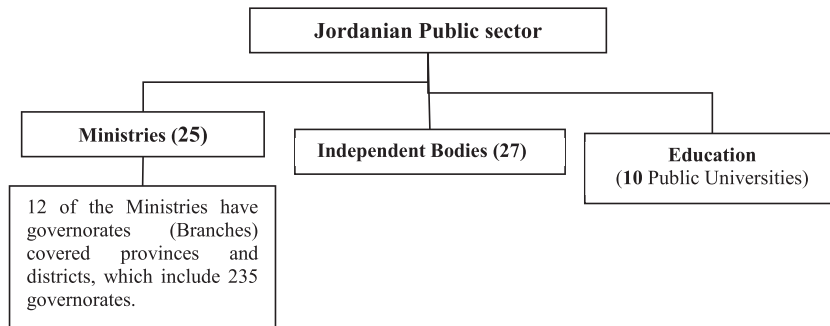 Jordanian Public sector
Ministries (25)
Independent Bodies (27)
Education
(10 Public Universities)
12 of the Ministries have
governorates (Branches)
covered provinces and
districts, which include 235
governorates.